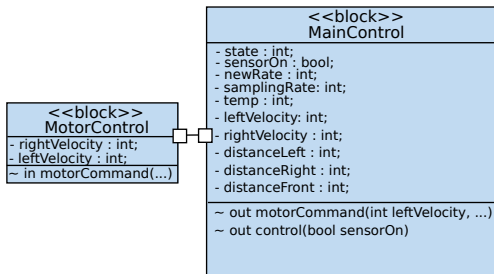 <<block>>
MotorControl
- rightVelocity : int;
- leftVelocity : int;
~ in motorCommand(...)
<<block>>
MainControl
- state : int;
- sensorOn : bool;
- newRate : int;
- samplingRate: int;
- temp : int;
- leftVelocity: int;
- rightVelocity : int;
- distanceLeft : int;
- distanceRight : int;
- distanceFront : int;
~ out motorCommand(int leftVelocity, ...)
~ out control(bool sensorOn)